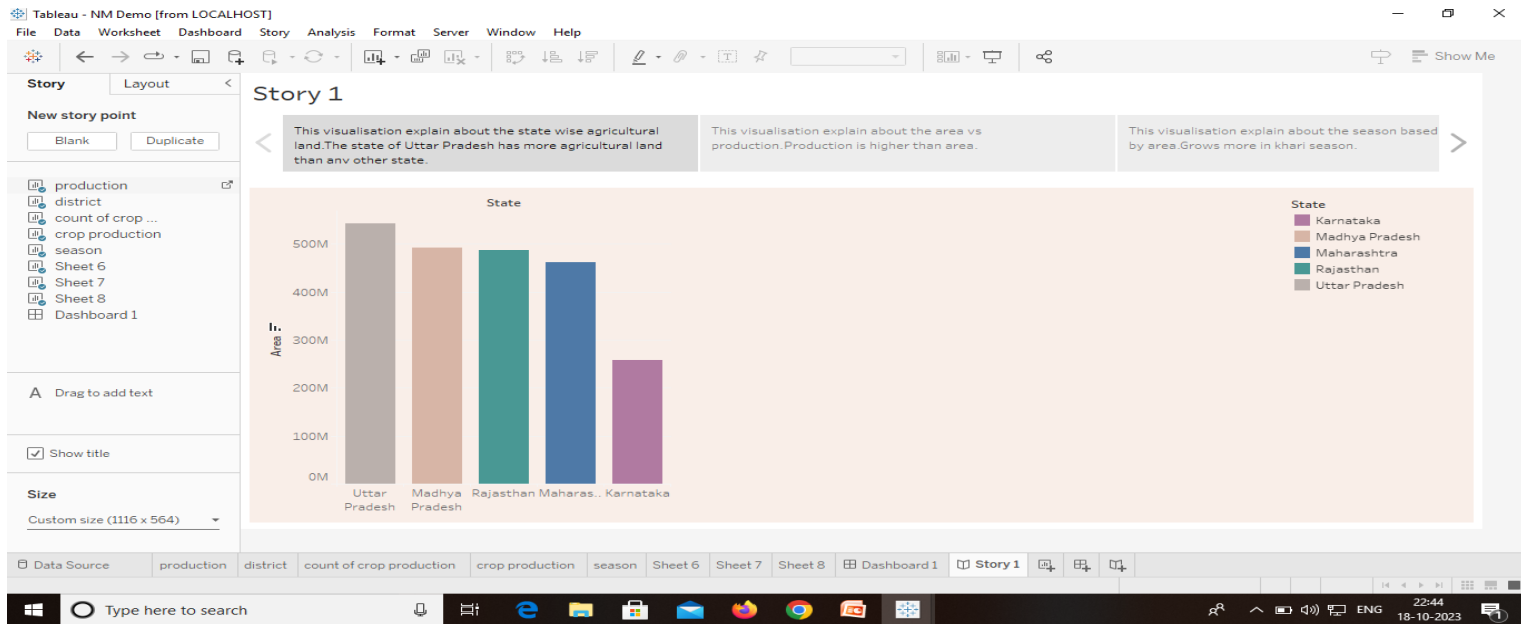 Tableau - NM Demo [from LOCALHOST]
File Data Worksheet Dashboard Story Analysis Format Server Window Help
Show Me
Story Layout <
New story point
Blank Duplicate
production
district
count of crop ...
crop production
season
Sheet 6
Sheet 7
Sheet 8
Dashboard 1
A Drag to add text
Show title
Size
Custom size (1116 x 564)
Story 1
This visualisation explain about the state wise agricultural
land.The state of Uttar Pradesh has more agricultural land
than any other state.
This visualisation explain about the area vs
production.Production is higher than area.
This visualisation explain about the season based
by area.Grows more in khari season.
State
500M
400M
300M
200M
100M
0M
Area
Uttar
Pradesh
Madhya
Pradesh
Rajasthan
Maharas..
Karnataka
State
Karnataka
Madhya Pradesh
Maharashtra
Rajasthan
Uttar Pradesh
Data Source production district count of crop production crop production season Sheet 6 Sheet 7 Sheet 8 Dashboard 1 Story 1
Type here to search
ENG
22:44
18-10-2023
1